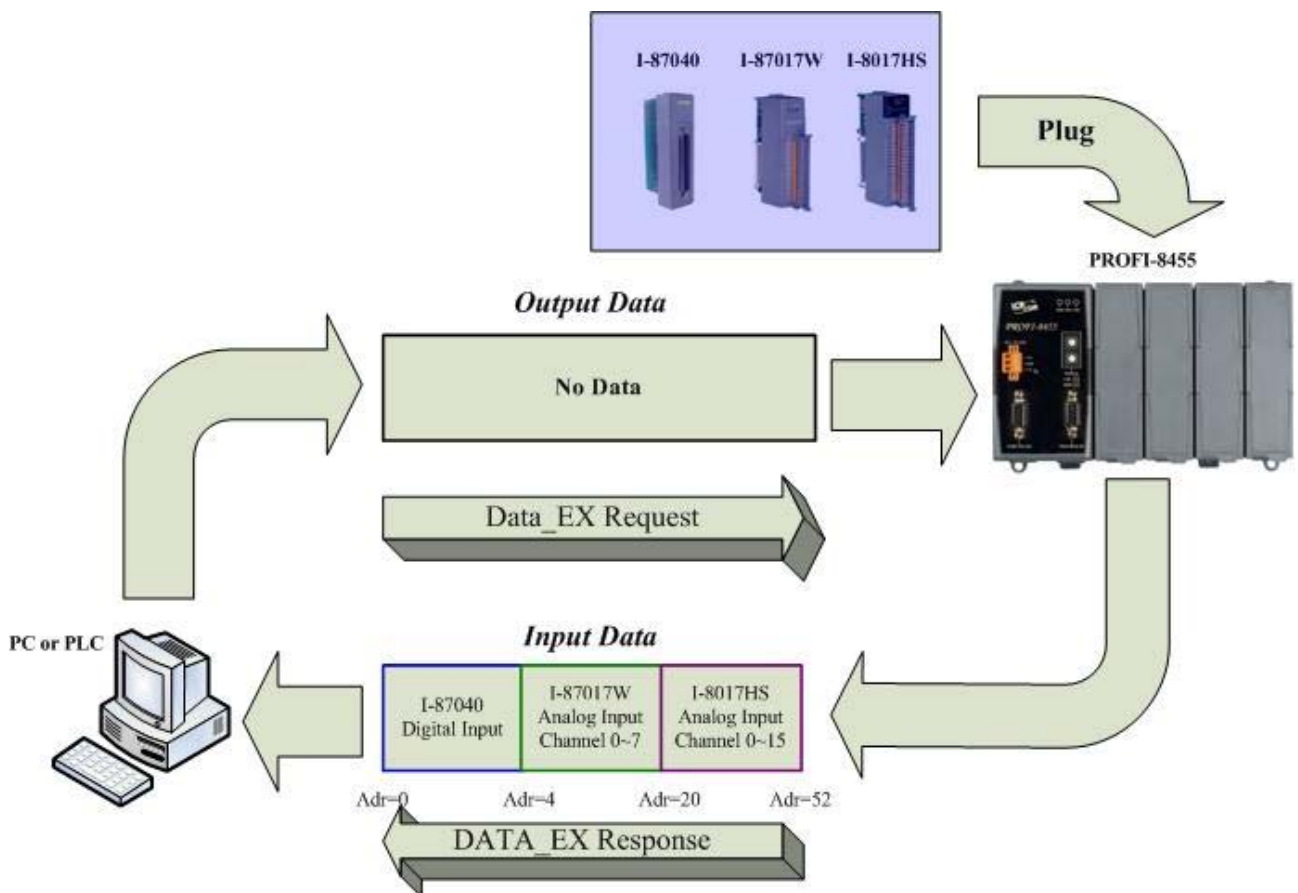 I-87040 I-87017W I-8017HS
Plug
PROFI-8455
PROFI-8455
Output Data
No Data
Data_EX Request
PC or PLC
Input Data
I-87040
Digital Input
I-87017W
Analog Input
Channel 0~7
I-8017HS
Analog Input
Channel 0~15
Adr=0 Adr=4 Adr=20 Adr=52
DATA_EX Response